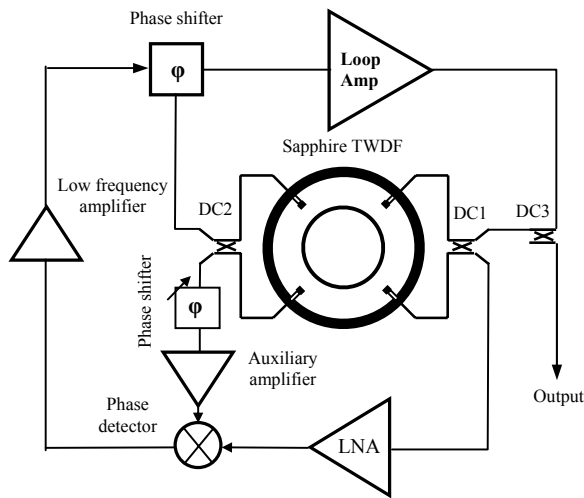 Phase shifter
φ
Loop
Amp
Sapphire TWDF
Low frequency
amplifier
DC2
DC1
DC3
Phase shifter
φ
Auxiliary
amplifier
Phase
detector
LNA
Output